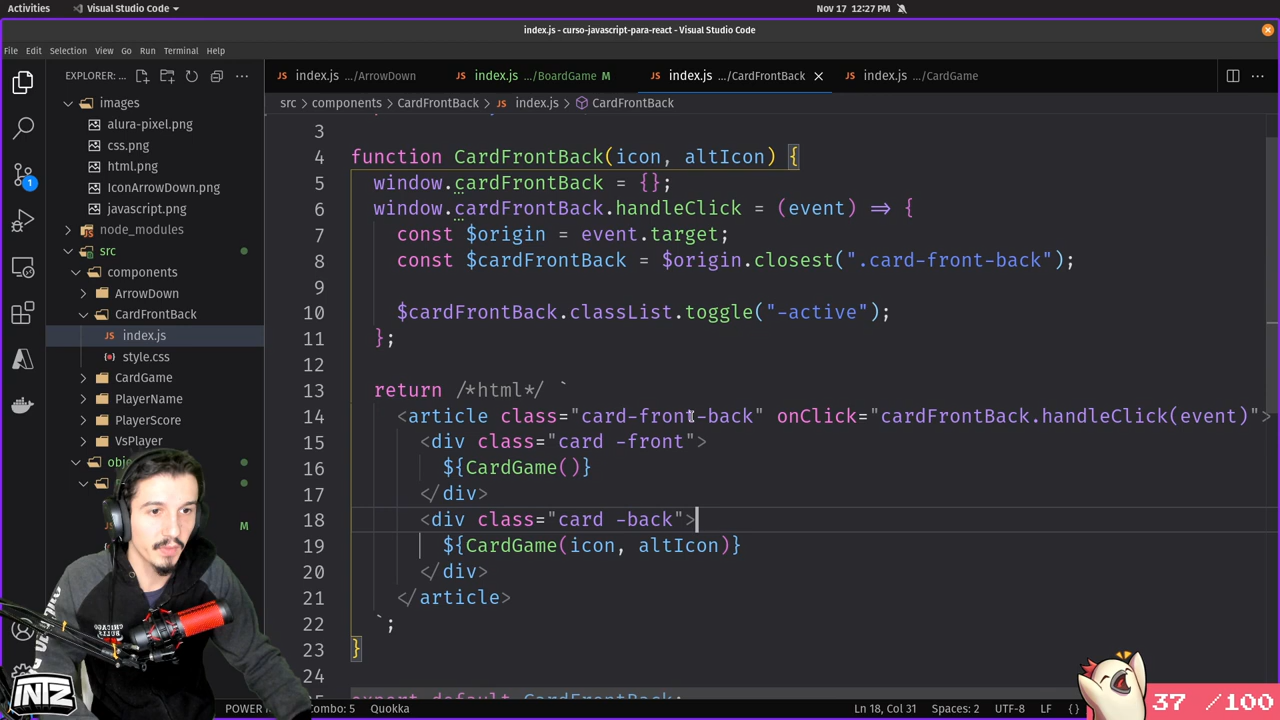 Activities
Visual Studio Code
Nov 17 12:27 PM
index.js - curso-javascript-para-react - Visual Studio Code
File Edit Selection View Go Run Terminal Help
EXPLORER: ...
index.js .../ArrowDown
index.js .../BoardGame M
index.js .../CardFrontBack
index.js .../CardGame
src > components > CardFrontBack > index.js > CardFrontBack
images
alura-pixel.png
css.png
html.png
IconArrowDown.png
javascript.png
node_modules
src
components
ArrowDown
CardFrontBack
index.js
style.css
CardGame
PlayerName
PlayerScore
VsPlayer
M
1
3
4 function CardFrontBack(icon, altIcon) {
5 window.cardFrontBack = {};
6 window.cardFrontBack.handleClick = (event) => {
7 const $origin = event.target;
8 const $cardFrontBack = $origin.closest(".card-front-back");
9
10 $cardFrontBack.classList.toggle("-active");
11 };
12
13 return /*html*/ `
14 <article class="card-front-back" onClick="cardFrontBack.handleClick(event)">
15 <div class="card -front">
16 ${CardGame()}
17 </div>
18 <div class="card -back">
19 ${CardGame(icon, altIcon)}
20 </div>
21 </article>
22 `;
23 }
24
export default CardFrontBack;
Combo: 5
Quokka
Ln 18, Col 31
Spaces: 2
UTF-8
LF
{}
INTZ
37 /100